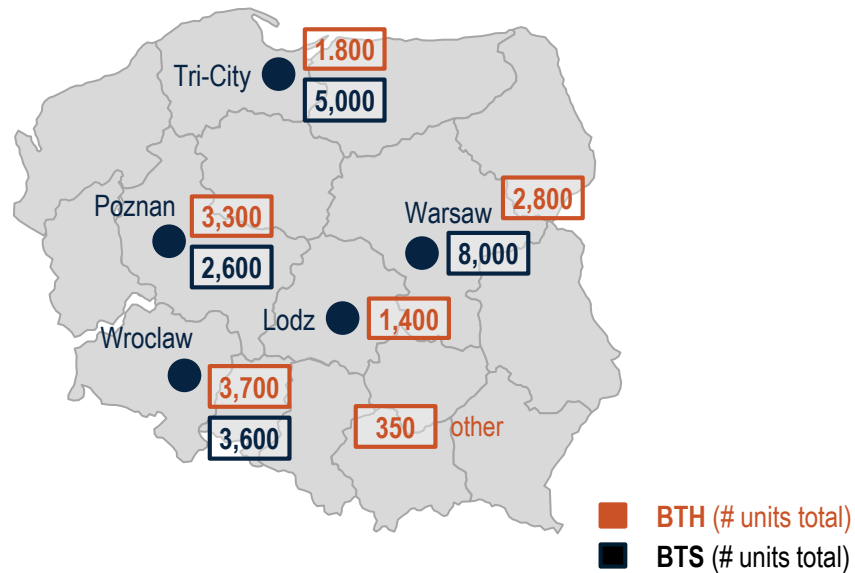 1.800
Tri-City
5,000
Poznan
3,300
2,600
2,800
Warsaw
8,000
Lodz
1,400
Wroclaw
3,700
3,600
350 other
BTH (# units total)
BTS (# units total)